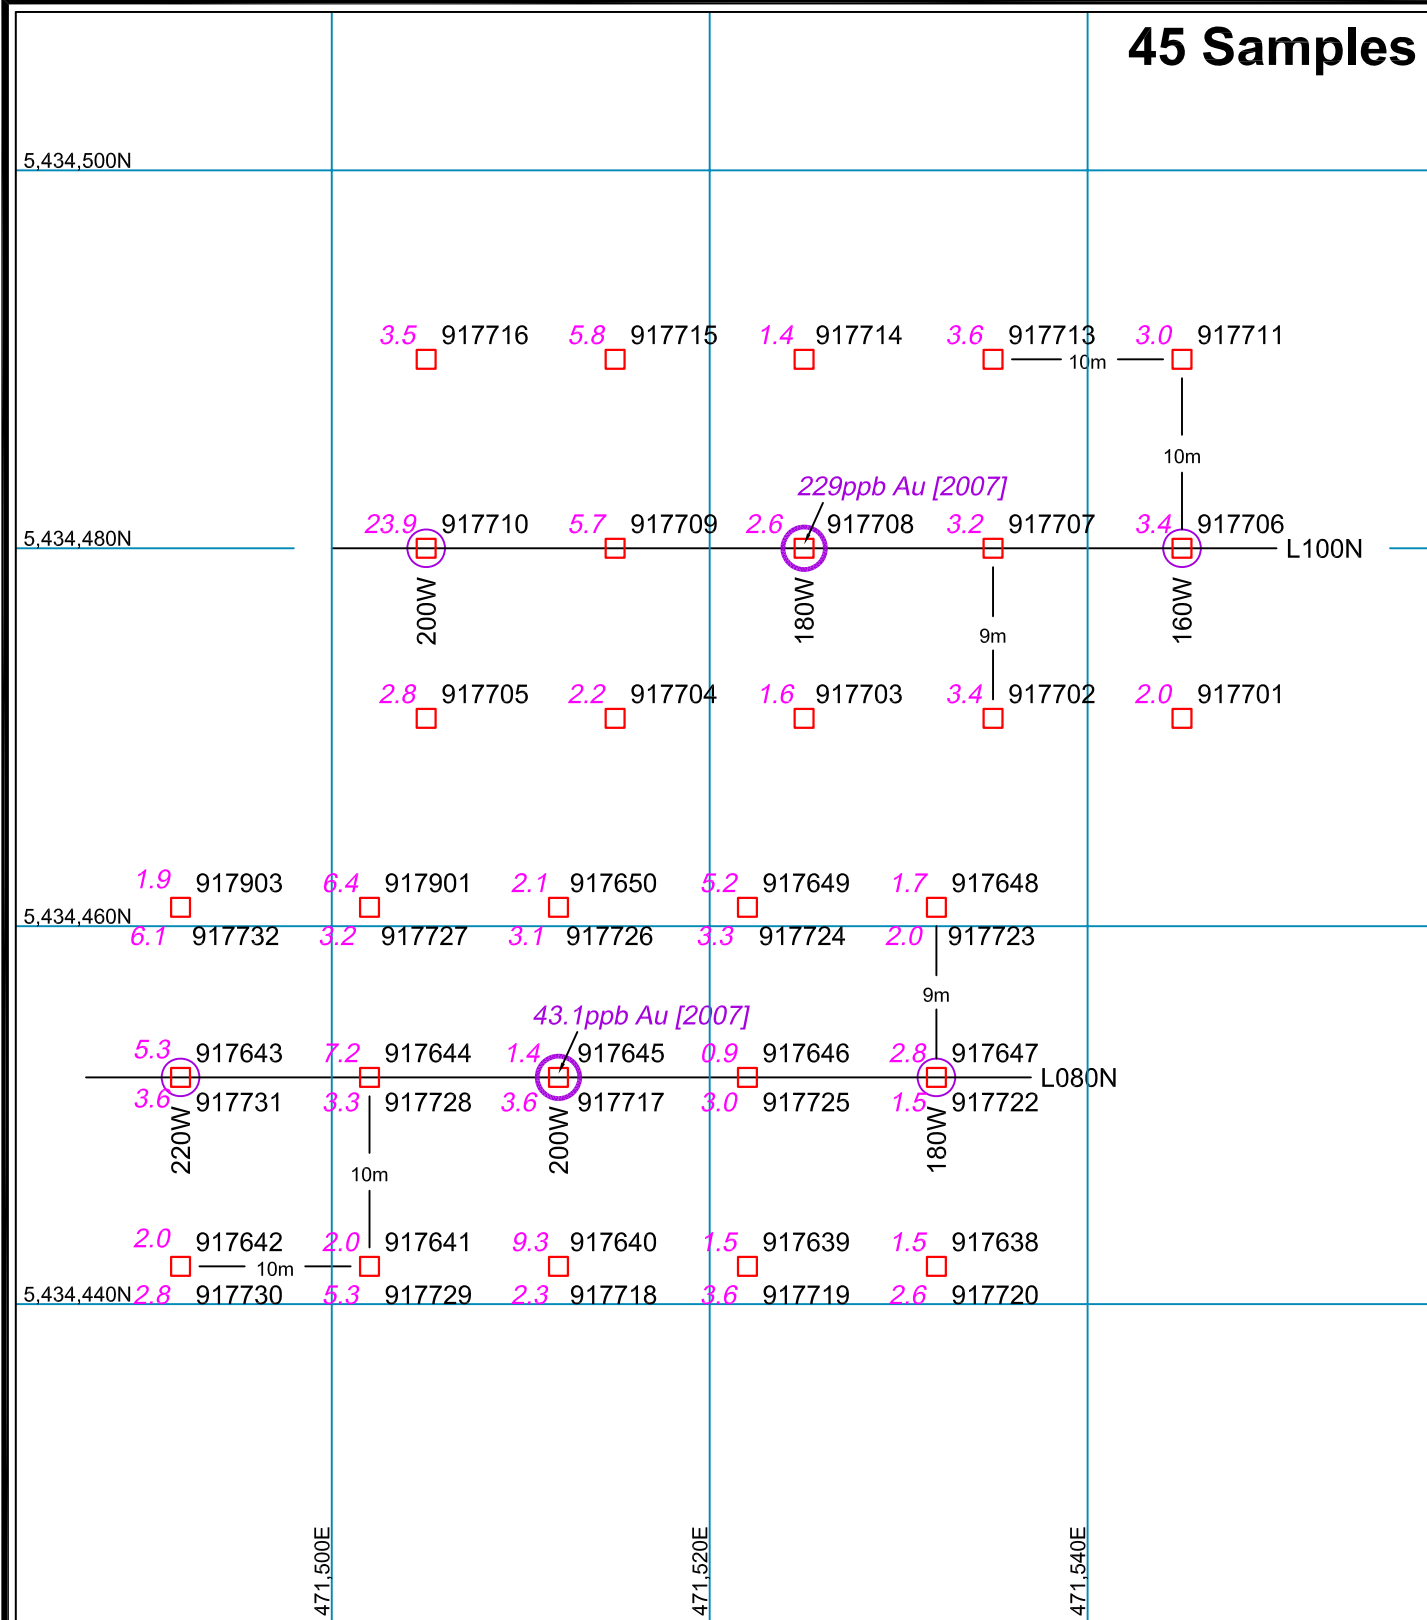 45 Samples
5,434,500N
3.5 917716 5.8 917715 1.4 917714 3.6 917713 3.0 917711
10m
10m
229ppb Au [2007]
5,434,480N 23.9 917710 5.7 917709 2.6 917708 3.2 917707 3.4 917706
L100N
200W 180W 160W
9m
2.8 917705 2.2 917704 1.6 917703 3.4 917702 2.0 917701
1.9 917903 6.4 917901 2.1 917650 5.2 917649 1.7 917648
5,434,460N
6.1 917732 3.2 917727 3.1 917726 3.3 917724 2.0 917723
9m
43.1ppb Au [2007]
5.3 917643 7.2 917644 1.4 917645 0.9 917646 2.8 917647
L080N
3.6 917731 3.3 917728 3.6 917717 3.0 917725 1.5 917722
220W 200W 180W
10m
2.0 917642 2.0 917641 9.3 917640 1.5 917639 1.5 917638
10m
5,434,440N 2.8 917730 5.3 917729 2.3 917718 3.6 917719 2.6 917720
471,500E 471,520E 471,540E